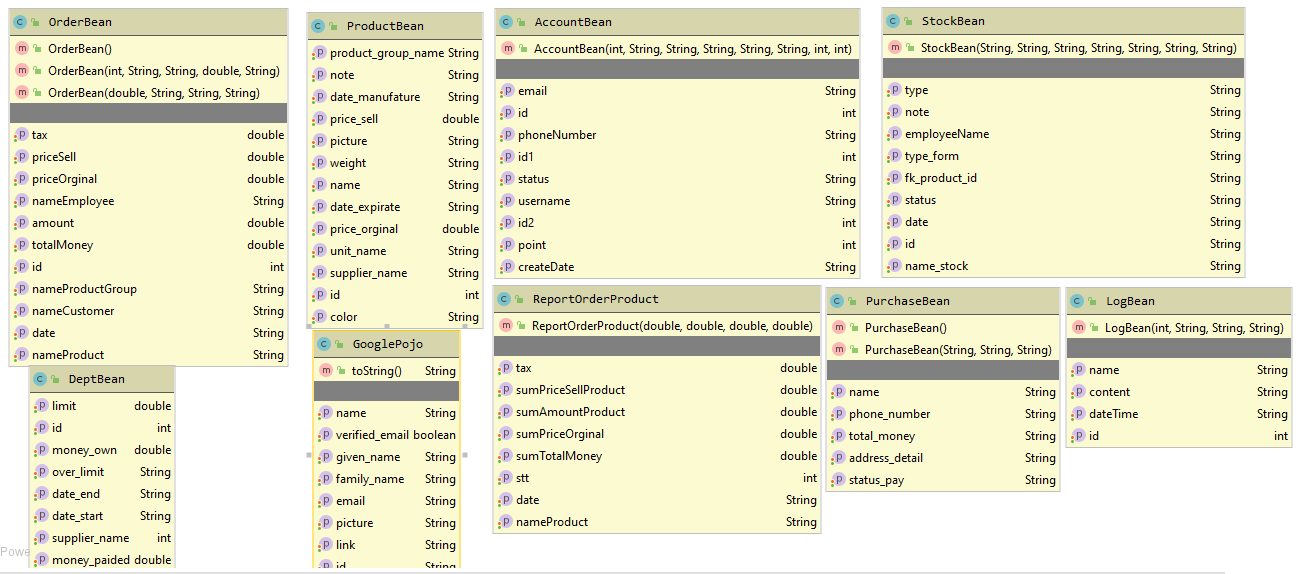 OrderBean
OrderBean()
OrderBean(int, String, String, double, String)
OrderBean(double, String, String, String)
tax double
priceSell double
priceOrginal double
nameEmployee String
amount double
totalMoney double
id int
nameProductGroup String
nameCustomer String
date String
nameProduct String
ProductBean
product_group_name String
note String
date_manufature String
price_sell double
picture String
weight String
name String
date_expirate String
price_orginal double
unit_name String
supplier_name String
id int
color String
AccountBean
AccountBean(int, String, String, String, String, String, int, int)
email String
id int
phoneNumber String
id1 int
status String
username String
id2 int
point int
createDate String
StockBean
StockBean(String, String, String, String, String, String, String)
type String
note String
employeeName String
type_form String
fk_product_id String
status String
date String
id String
name_stock String
DeptBean
limit double
id int
money_own double
over_limit String
date_end String
date_start String
supplier_name int
money_paided double
GooglePojo
toString() String
name String
verified_email boolean
given_name String
family_name String
email String
picture String
link String
id String
ReportOrderProduct
ReportOrderProduct(double, double, double, double)
tax double
sumPriceSellProduct double
sumAmountProduct double
sumPriceOrginal double
sumTotalMoney double
stt int
date String
nameProduct String
PurchaseBean
PurchaseBean()
PurchaseBean(String, String, String)
name String
phone_number String
total_money String
address_detail String
status_pay String
LogBean
LogBean(int, String, String, String)
name String
content String
dateTime String
id int
Powe